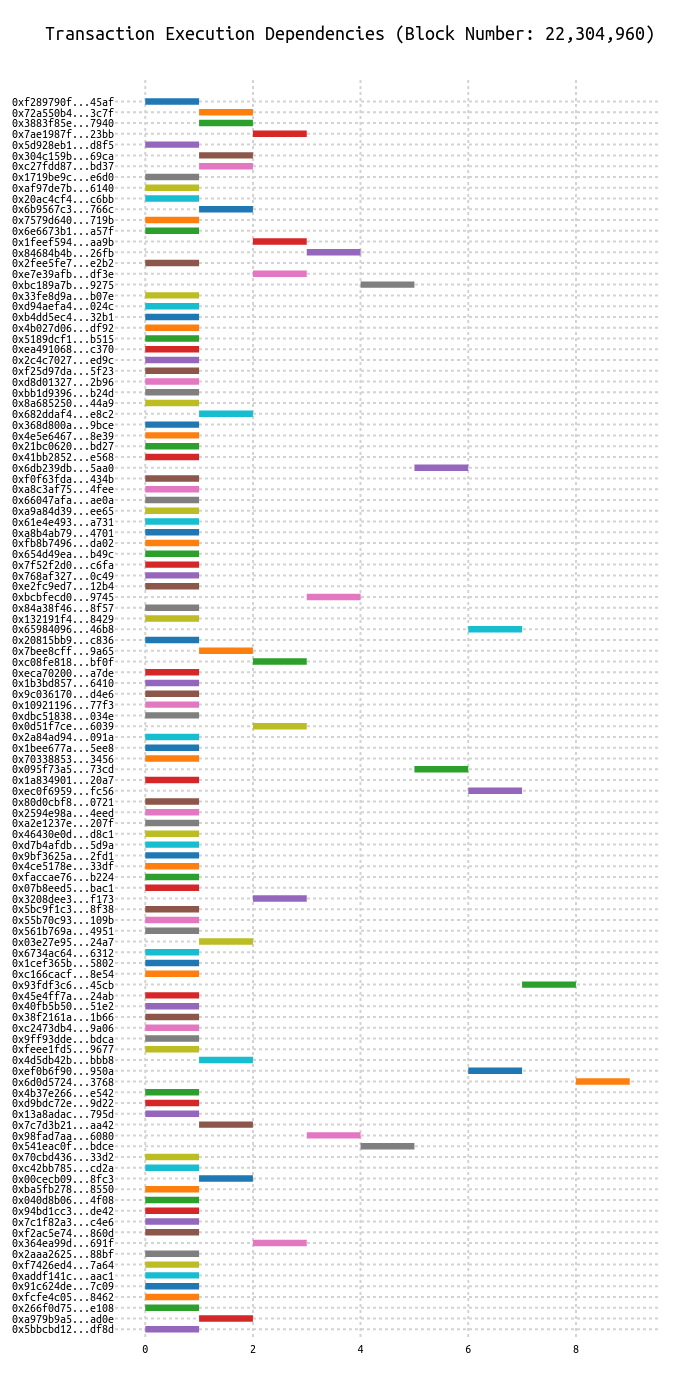 Transaction Execution Dependencies (Block Number: 22,304,960)
0xf289790f...45af
0x72a550b4...3c7f
0x3883f85e...7940
0x7ae1987f...23bb
0x5d928eb1...d8f5
0x304c159b...69ca
0xc27fdd87...bd37
0x1719be9c...e6d0
0xaf97de7b...6140
0x20ac4cf4...c6bb
0x6b9567c3...766c
0x7579d640...719b
0x6e6673b1...a57f
0x1feef594...aa9b
0x84684b4b...26fb
0x2fee5fe7...e2b2
0xe7e39afb...df3e
0xbc189a7b...9275
0x33fe8d9a...b07e
0xd94aefa4...024c
0xb4dd5ec4...32b1
0x4b027d06...df92
0x5189dcf1...b515
0xea491068...c370
0x2c4c7027...ed9c
0xf25d97da...5f23
0xd8d01327...2b96
0xbb1d9396...b24d
0x8a685250...44a9
0x682ddaf4...e8c2
0x368d800a...9bce
0x4e5e6467...8e39
0x21bc0620...bd27
0x41bb2852...e568
0x6db239db...5aa0
0xf0f63fda...434b
0xa8c3af75...4fee
0x66047afa...ae0a
0xa9a84d39...ee65
0x61e4e493...a731
0xa8b4ab79...4701
0xfb8b7496...da02
0x654d49ea...b49c
0x7f52f2d0...c6fa
0x768af327...0c49
0xe2fc9ed7...12b4
0xbcbfecd0...9745
0x84a38f46...8f57
0x132191f4...8429
0x65984096...46b8
0x20815bb9...c836
0x7bee8cff...9a65
0xc08fe818...bf0f
0xeca70200...a7de
0x1b3bd857...6410
0x9c036170...d4e6
0x10921196...77f3
0xdbc51838...034e
0x0d51f7ce...6039
0x2a84ad94...091a
0x1bee677a...5ee8
0x70338853...3456
0x095f73a5...73cd
0x1a834901...20a7
0xec0f6959...fc56
0x80d0cbf8...0721
0x2594e98a...4eed
0xa2e1237e...207f
0x46430e0d...d8c1
0xd7b4afdb...5d9a
0x9bf3625a...2fd1
0x4ce5178e...33df
0xfaccae76...b224
0x07b8eed5...bac1
0x3208dee3...f173
0x5bc9f1c3...8f38
0x55b70c93...109b
0x561b769a...4951
0x03e27e95...24a7
0x6734ac64...6312
0x1cef365b...5802
0xc166cacf...8e54
0x93fdf3c6...45cb
0x45e4ff7a...24ab
0x40fb5b50...51e2
0x38f2161a...1b66
0xc2473db4...9a06
0x9ff93dde...bdca
0xfeee1fd5...9677
0x4d5db42b...bbb8
0xef0b6f90...950a
0x6d0d5724...3768
0x4b37e266...e542
0xd9bdc72e...9d22
0x13a8adac...795d
0x7c7d3b21...aa42
0x98fad7aa...6080
0x541eac0f...bdce
0x70cbd436...33d2
0xc42bb785...cd2a
0x00cecb09...8fc3
0xba5fb278...8550
0x040d8b06...4f08
0x94bd1cc3...de42
0x7c1f82a3...c4e6
0xf2ac5e74...860d
0x364ea99d...691f
0x2aaa2625...88bf
0xf7426ed4...7a64
0xaddf141c...aac1
0x91c624de...7c09
0xfcfe4c05...8462
0x266f0d75...e108
0xa979b9a5...ad0e
0x5bbcbd12...df8d
0 2 4 6 8